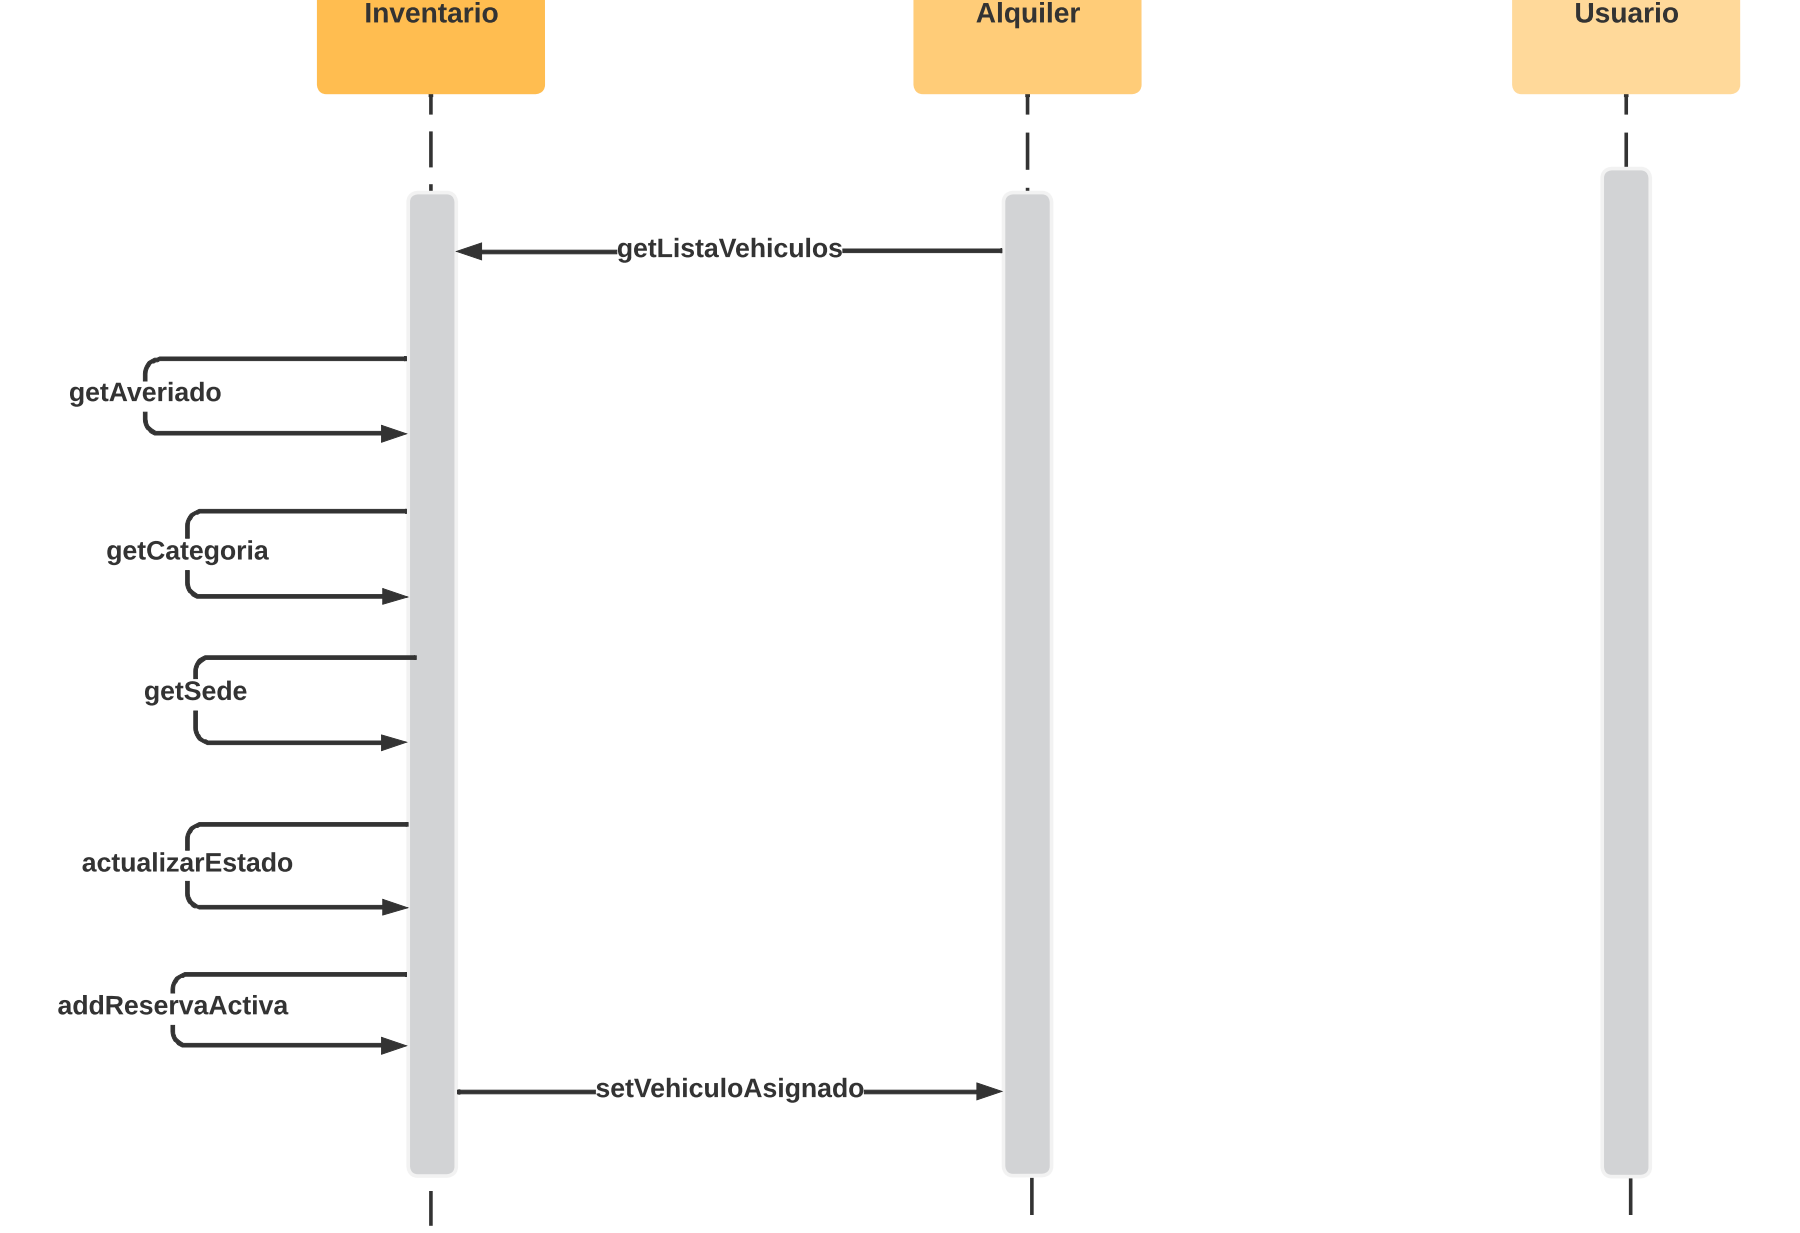 Inventario
Alquiler
Usuario
getListaVehiculos
getAveriado
getCategoria
getSede
actualizarEstado
addReservaActiva
setVehiculoAsignado